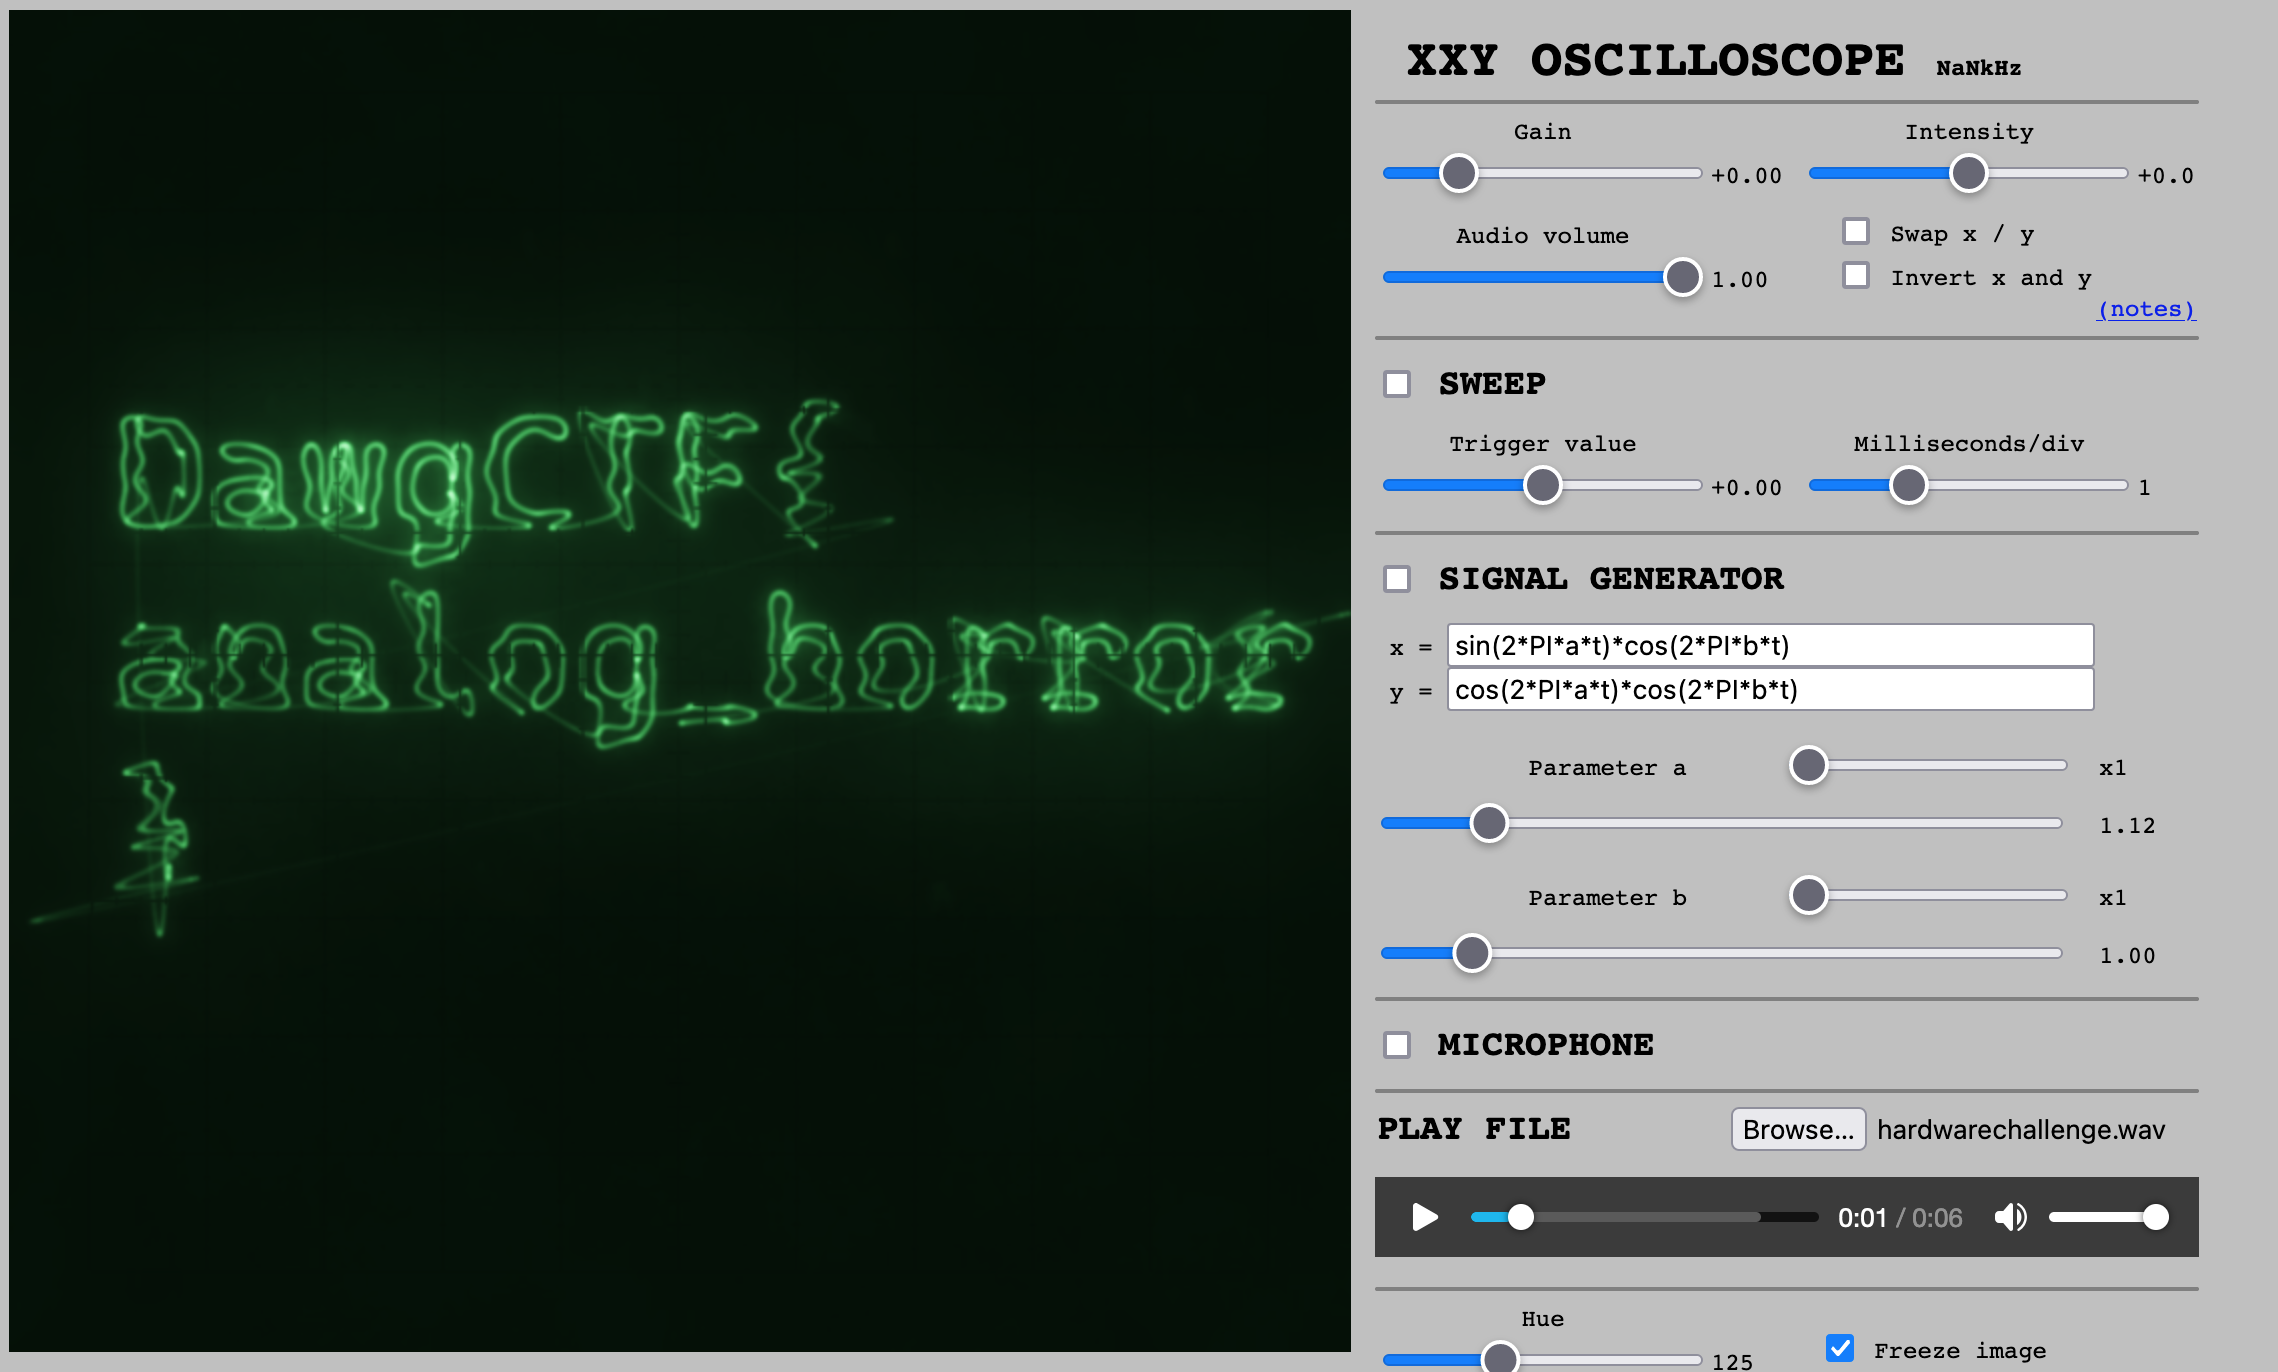 DawgCTF{
analog_horror
}
XXY OSCILLOSCOPE NaNkHz
Gain Intensity
+0.00 +0.0
Audio volume Swap x / y
1.00 Invert x and y
(notes)
SWEEP
Trigger value Milliseconds/div
+0.00 1
SIGNAL GENERATOR
x = sin(2*PI*a*t)*cos(2*PI*b*t)
y = cos(2*PI*a*t)*cos(2*PI*b*t)
Parameter a x1
1.12
Parameter b x1
1.00
MICROPHONE
PLAY FILE Browse... hardwarechallenge.wav
0:01 / 0:06
Hue
125 Freeze image